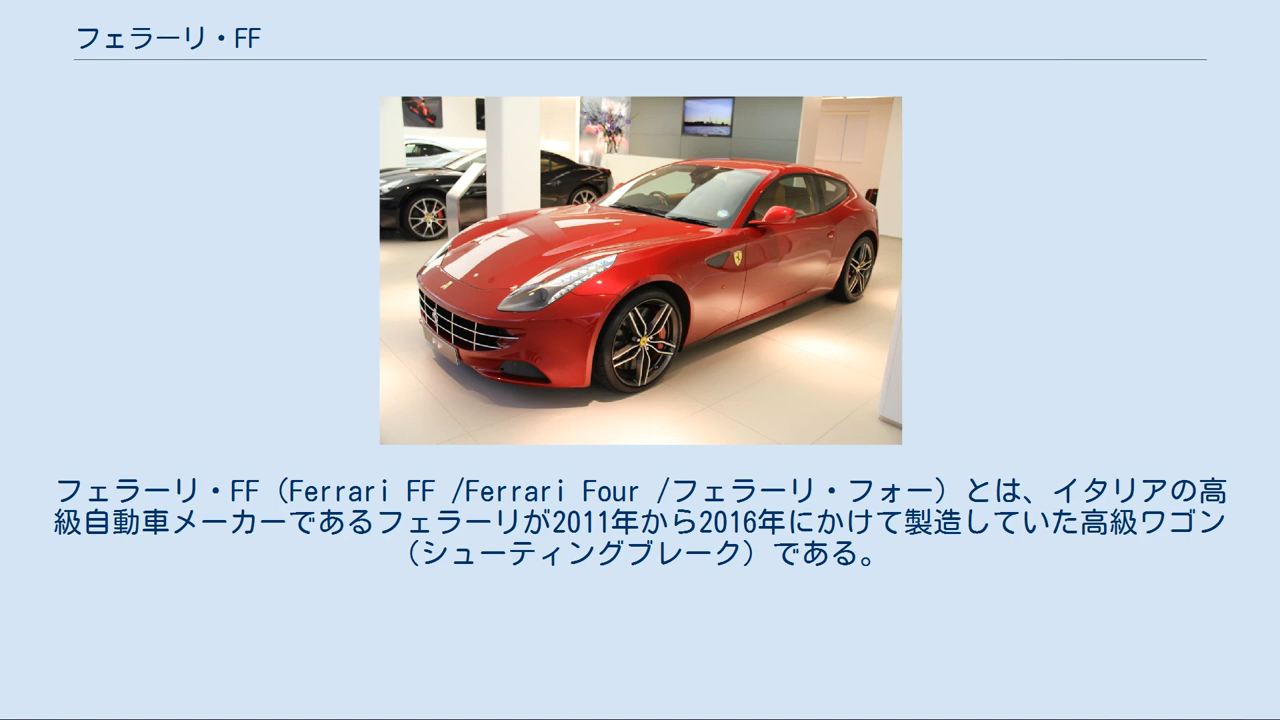 フェラーリ・FF
フェラーリ・FF（Ferrari FF /Ferrari Four /フェラーリ・フォー）とは、イタリアの高
級自動車メーカーであるフェラーリが2011年から2016年にかけて製造していた高級ワゴン
（シューティングブレーク）である。